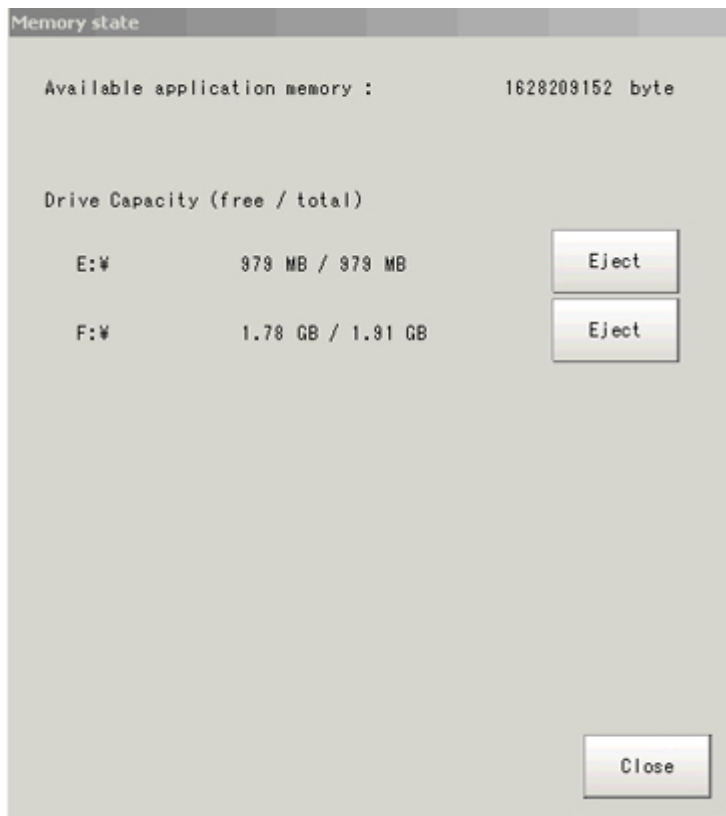 Memory state
Available application memory : 1628209152 byte
Drive Capacity (free / total)
E:¥ 979 MB / 979 MB Eject
F:¥ 1.78 GB / 1.91 GB Eject
Close